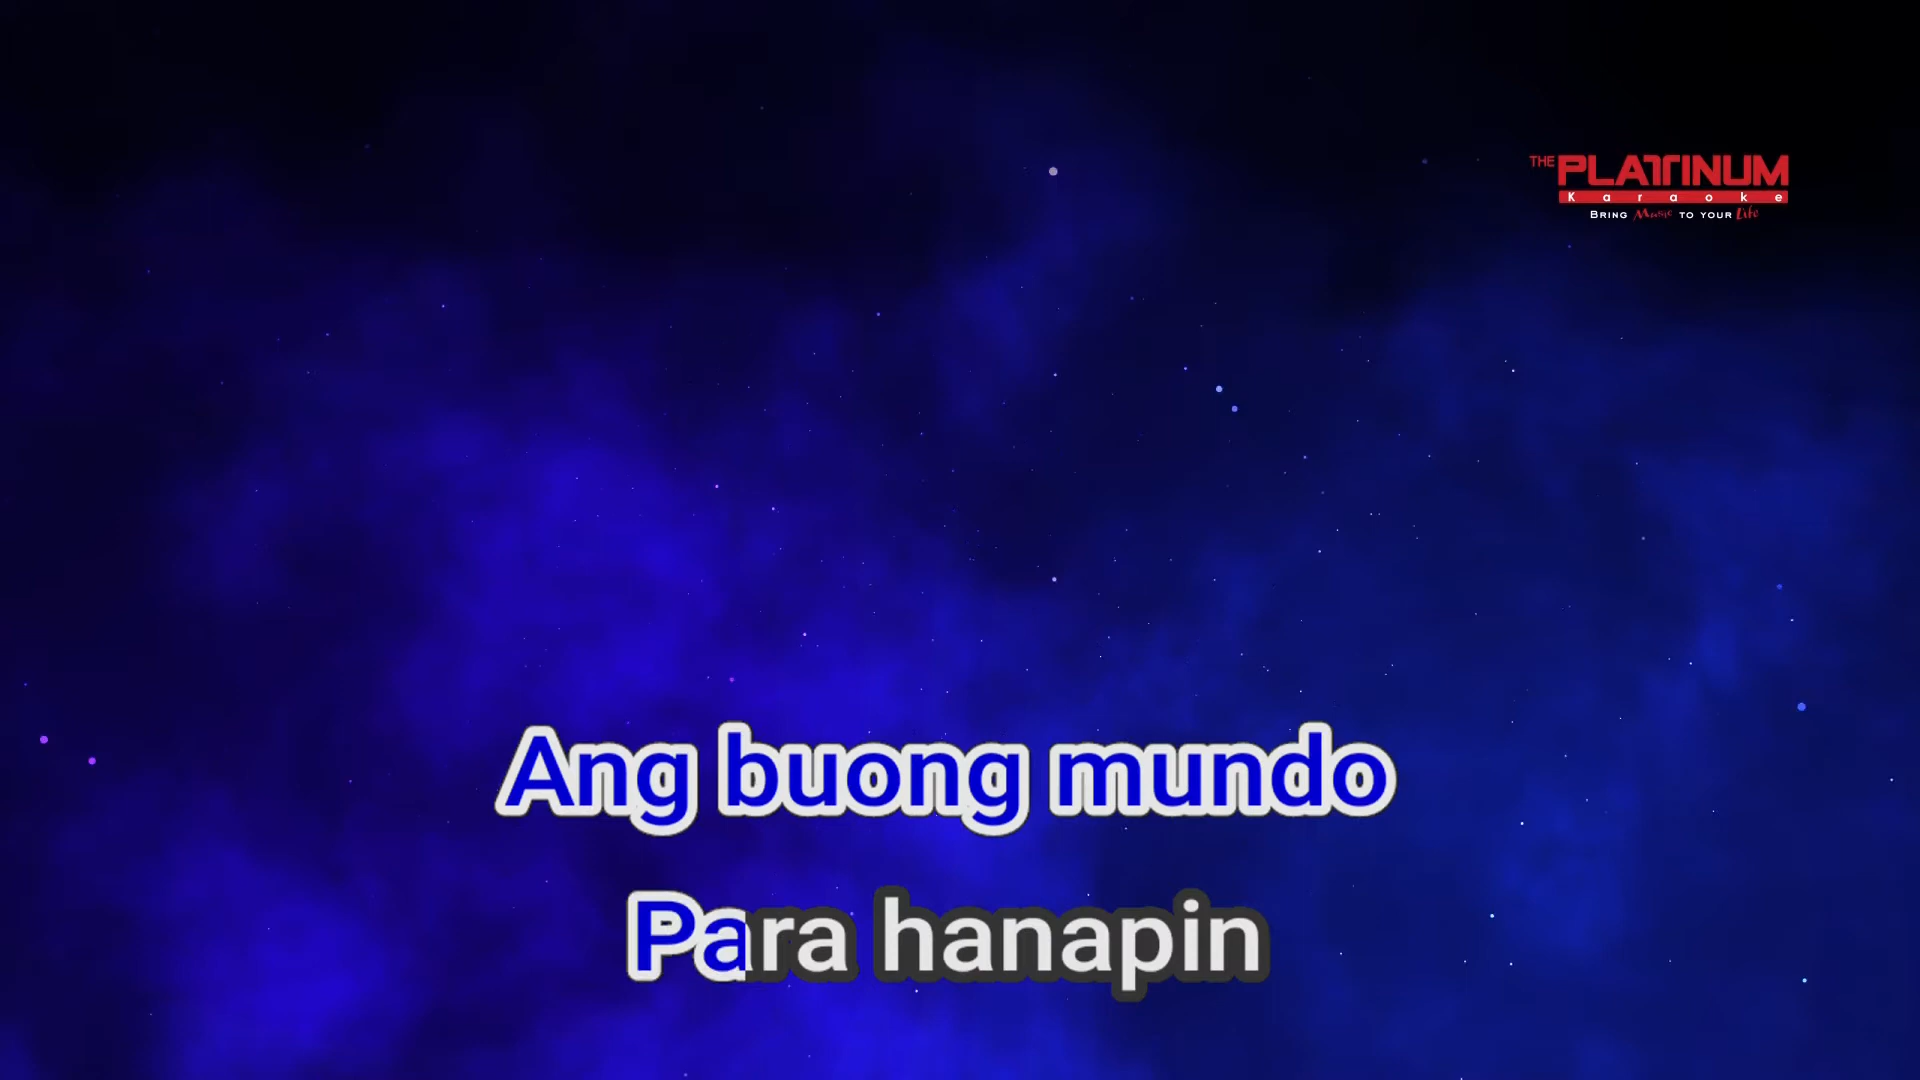 THE PLATINUM
Karaoke
BRING Music TO YOUR Life
Ang buong mundo
Para hanapin